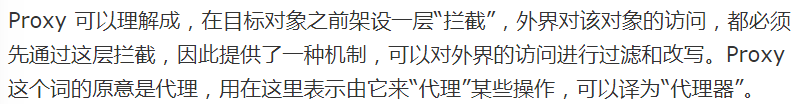 Proxy 可以理解成，在目标对象之前架设一层“拦截”，外界对该对象的访问，都必须
先通过这层拦截，因此提供了一种机制，可以对外界的访问进行过滤和改写。Proxy
这个词的原意是代理，用在这里表示由它来“代理”某些操作，可以译为“代理器”。